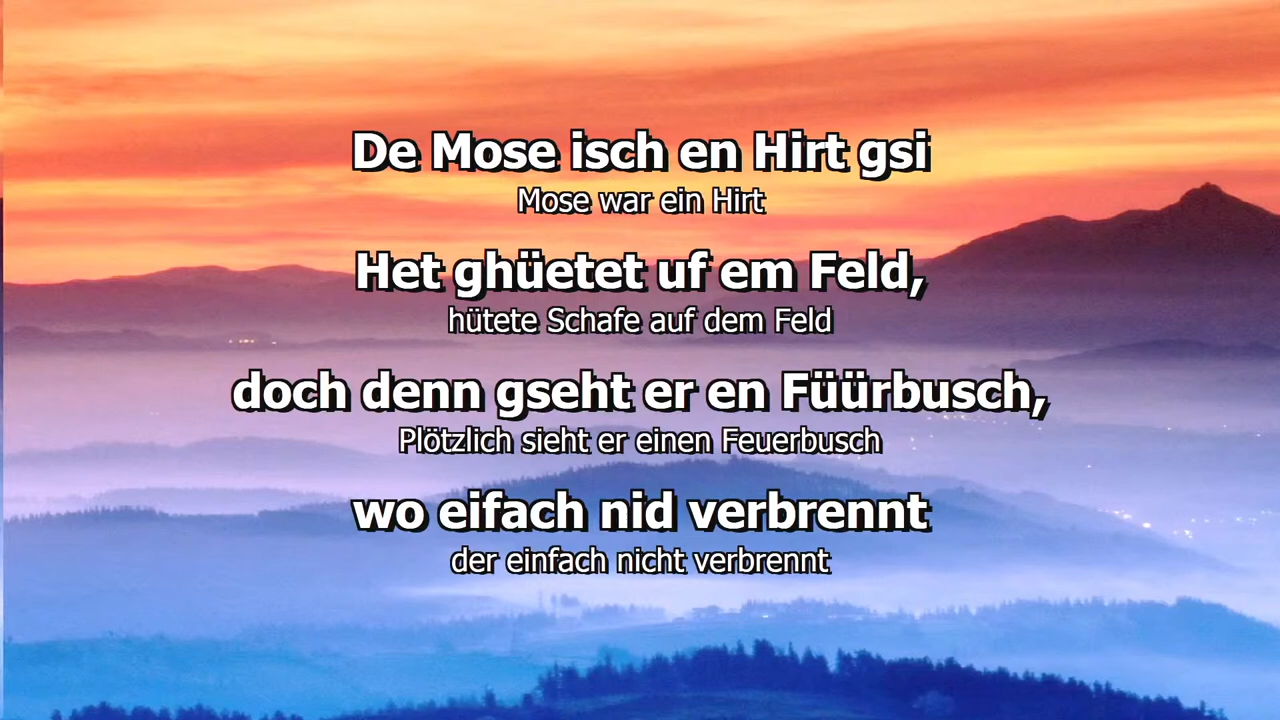 De Mose isch en Hirt gsi
Mose war ein Hirt
Het ghüetet uf em Feld,
hütete Schafe auf dem Feld
doch denn gseht er en Füürbusch,
Plötzlich sieht er einen Feuerbusch
wo eifach nid verbrennt
der einfach nicht verbrennt